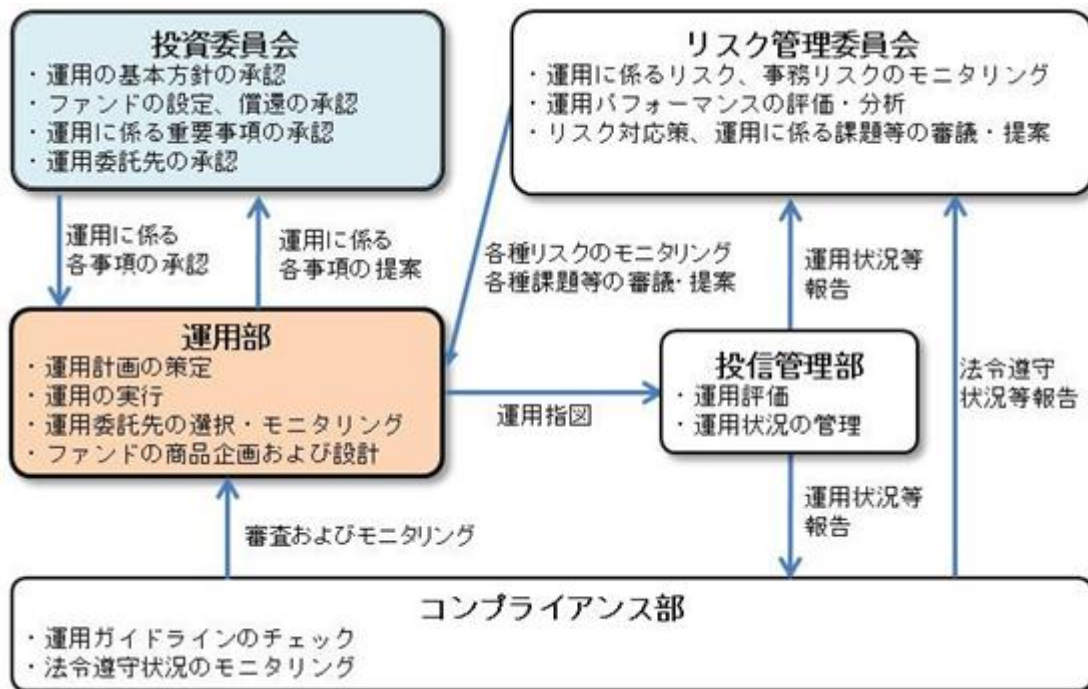 投資委員会
・運用の基本方針の承認
・ファンドの設定、償還の承認
・運用に係る重要事項の承認
・運用委託先の承認
リスク管理委員会
・運用に係るリスク、事務リスクのモニタリング
・運用パフォーマンスの評価・分析
・リスク対応策、運用に係る課題等の審議・提案
運用に係る
各事項の承認
運用に係る
各事項の提案
各種リスクのモニタリング
各種課題等の審議・提案
運用状況等
報告
運用部
・運用計画の策定
・運用の実行
・運用委託先の選択・モニタリング
・ファンドの商品企画および設計
運用指図
投信管理部
・運用評価
・運用状況の管理
法令遵守
状況等報告
審査およびモニタリング
運用状況等
報告
コンプライアンス部
・運用ガイドラインのチェック
・法令遵守状況のモニタリング